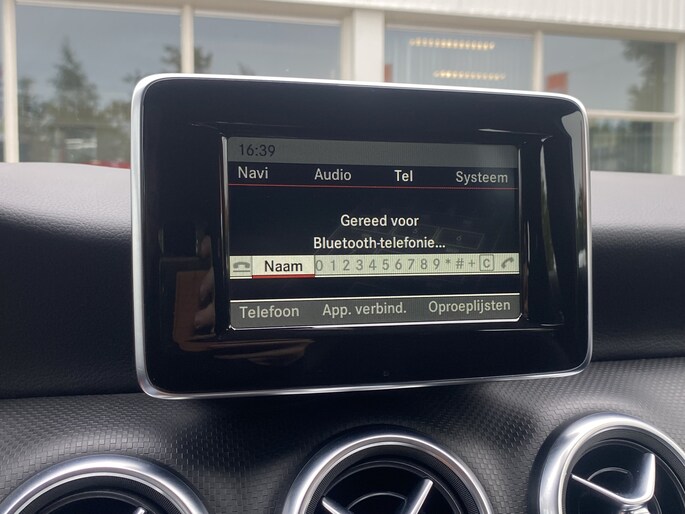 16:39
Navi Audio Tel Systeem
Gereed voor
Bluetooth-telefonie...
Naam 0 1 2 3 4 5 6 7 8 9 * # + C
Telefoon App. verbind. Oproeplijsten